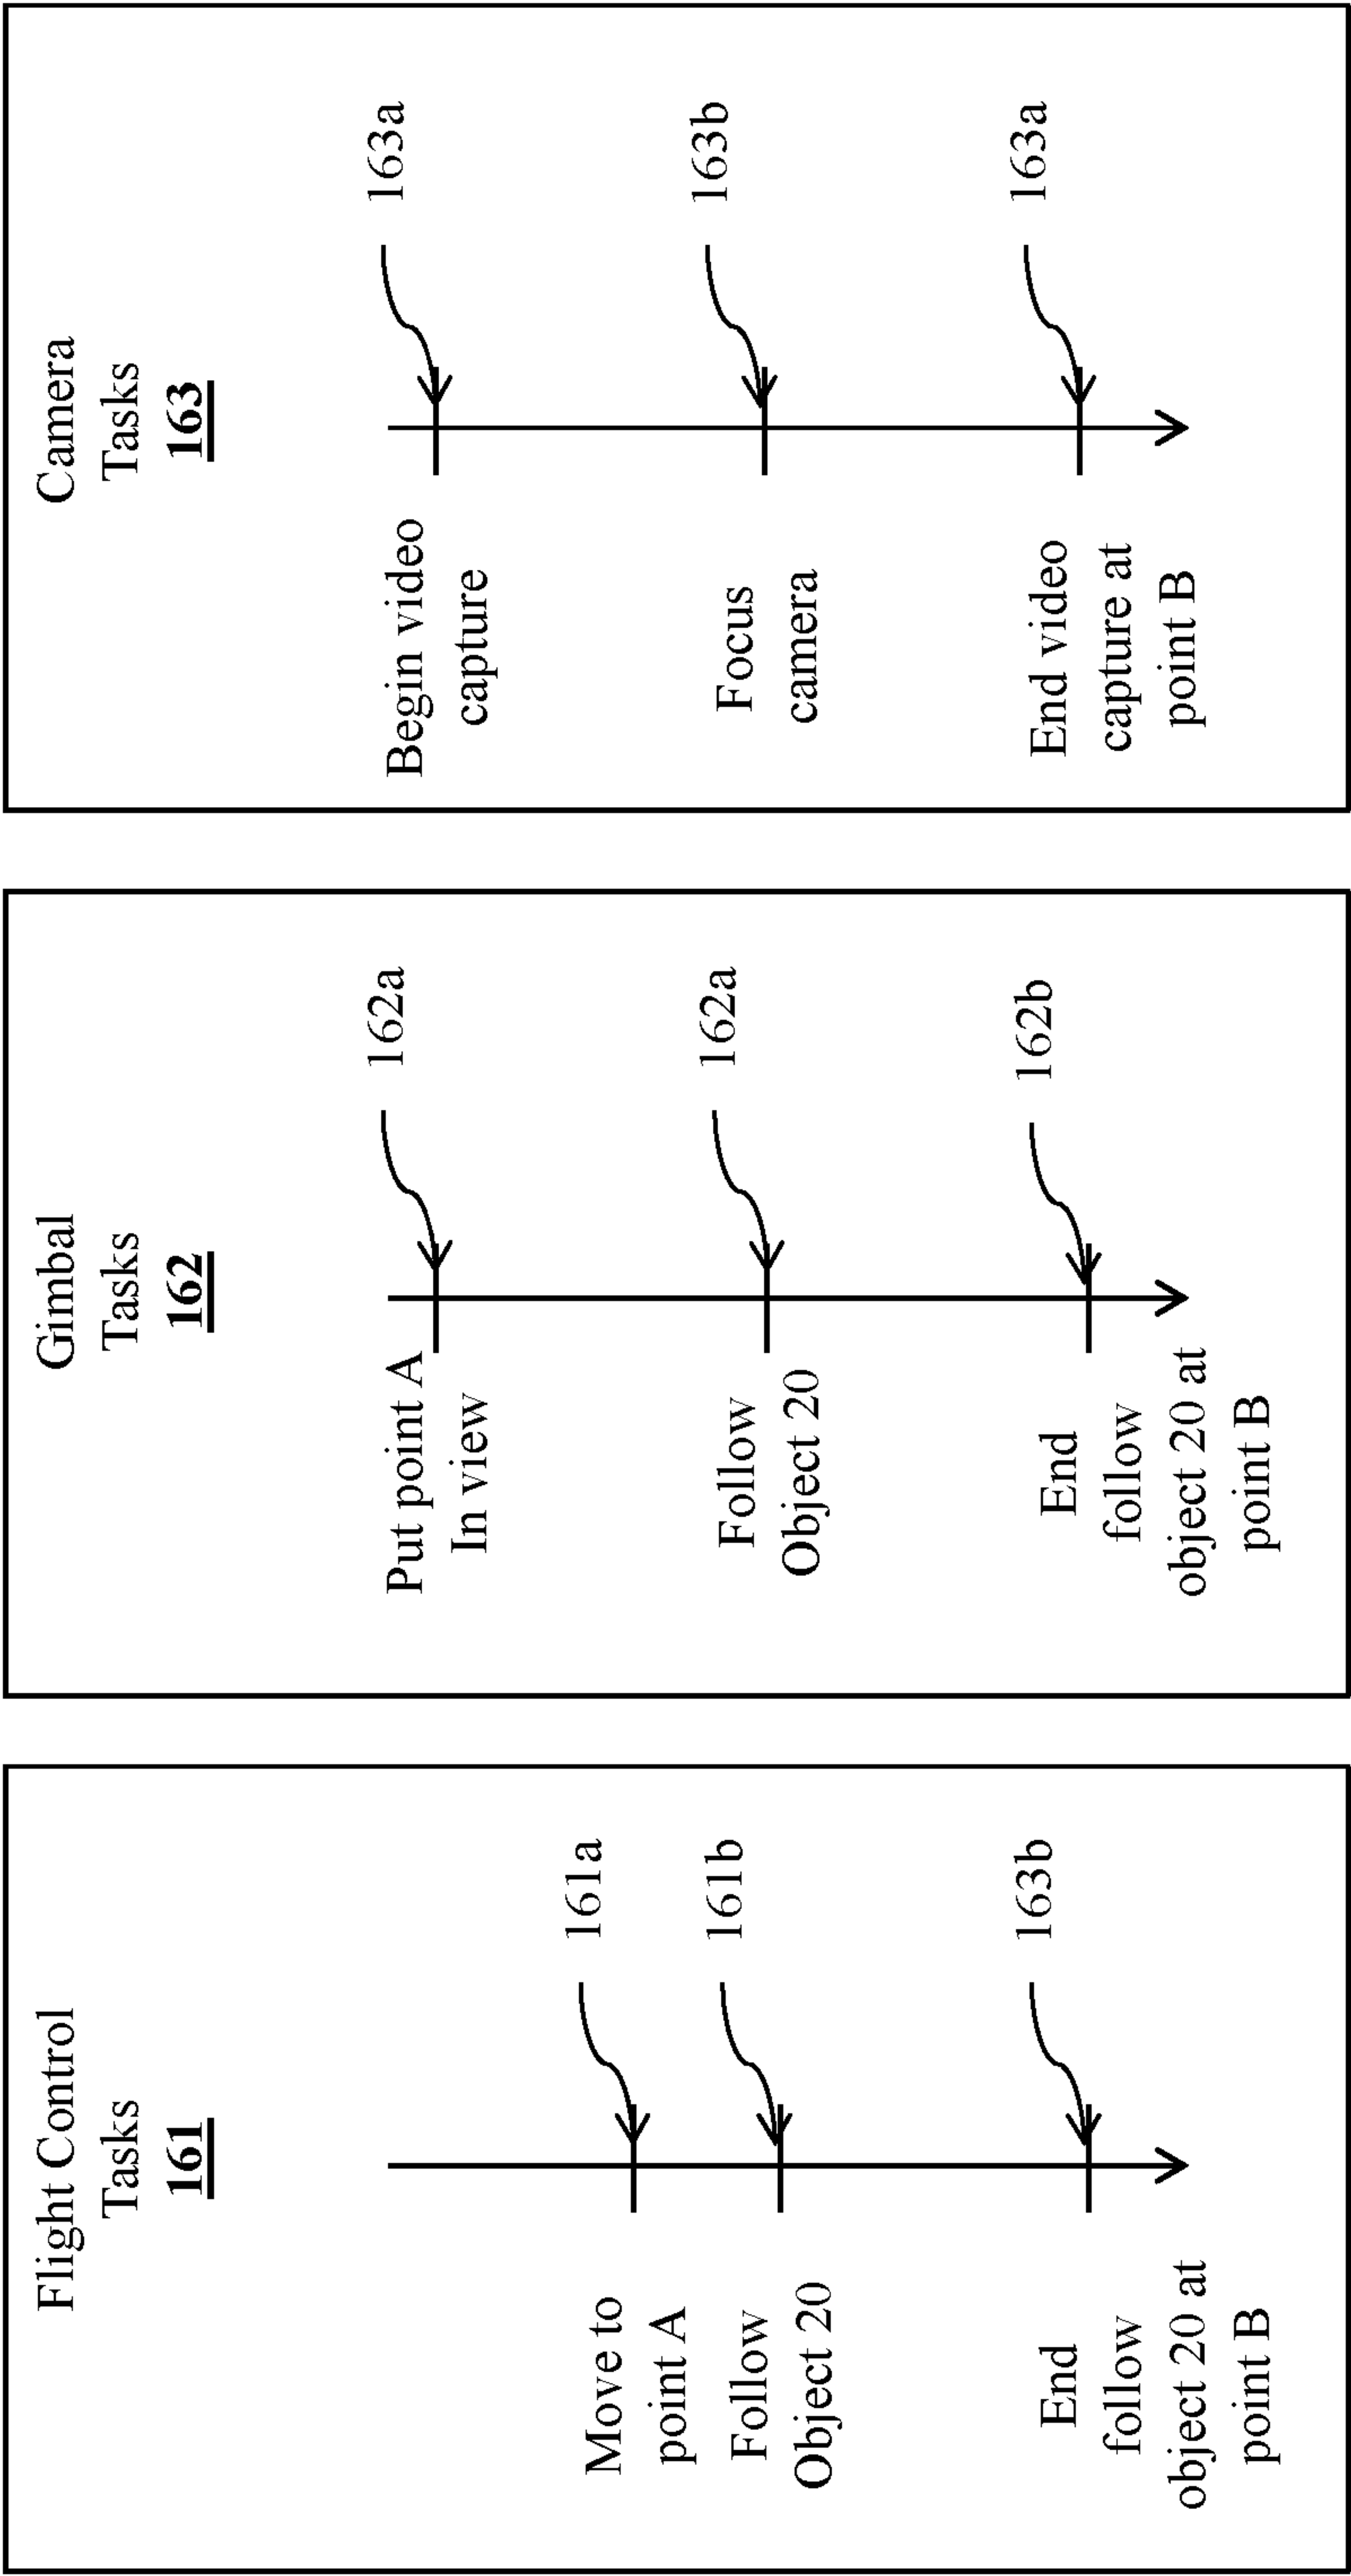 Flight Control
Tasks
161
Move to
point A
161a
Follow
Object 20
161b
End
follow
object 20 at
point B
163b
Gimbal
Tasks
162
Put point A
In view
162a
Follow
Object 20
162a
End
follow
object 20 at
point B
162b
Camera
Tasks
163
Begin video
capture
163a
Focus
camera
163b
End video
capture at
point B
163a